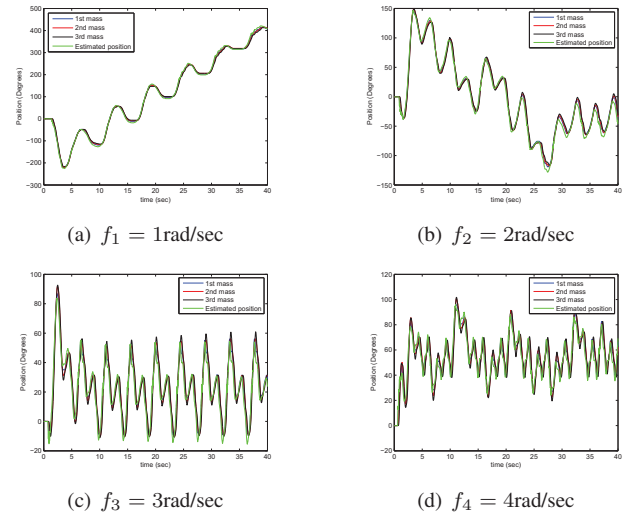 500
400
300
200
100
0
−100
−200
−300
Position (Degrees)
1st mass
2nd mass
3rd mass
Estimated position
0 5 10 15 20 25 30 35 40
time (sec)
(a) f1 = 1rad/sec
150
100
50
0
−50
−100
−150
Position (Degrees)
1st mass
2nd mass
3rd mass
Estimated position
0 5 10 15 20 25 30 35 40
time (sec)
(b) f2 = 2rad/sec
100
80
60
40
20
0
−20
Position (Degrees)
1st mass
2nd mass
3rd mass
Estimated position
0 5 10 15 20 25 30 35 40
time (sec)
(c) f3 = 3rad/sec
120
100
80
60
40
20
0
−20
Position (Degrees)
1st mass
2nd mass
3rd mass
Estimated position
0 5 10 15 20 25 30 35 40
time (sec)
(d) f4 = 4rad/sec